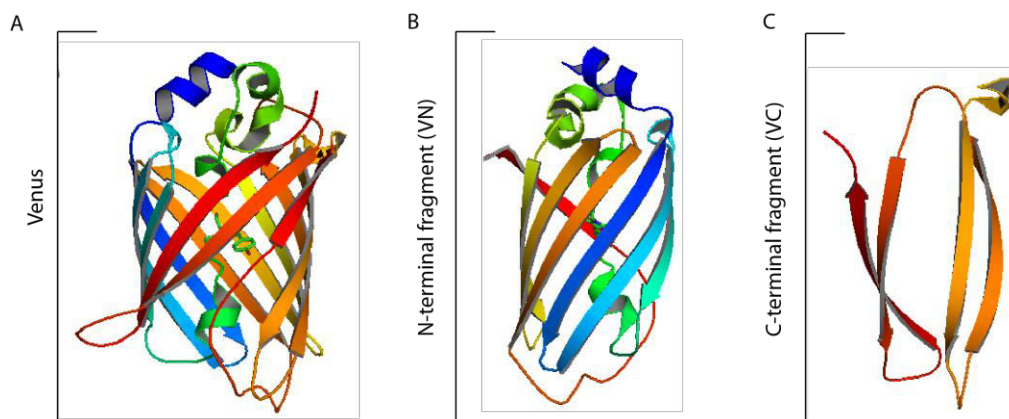 A
Venus
B
N-terminal fragment (VN)
C
C-terminal fragment (VC)